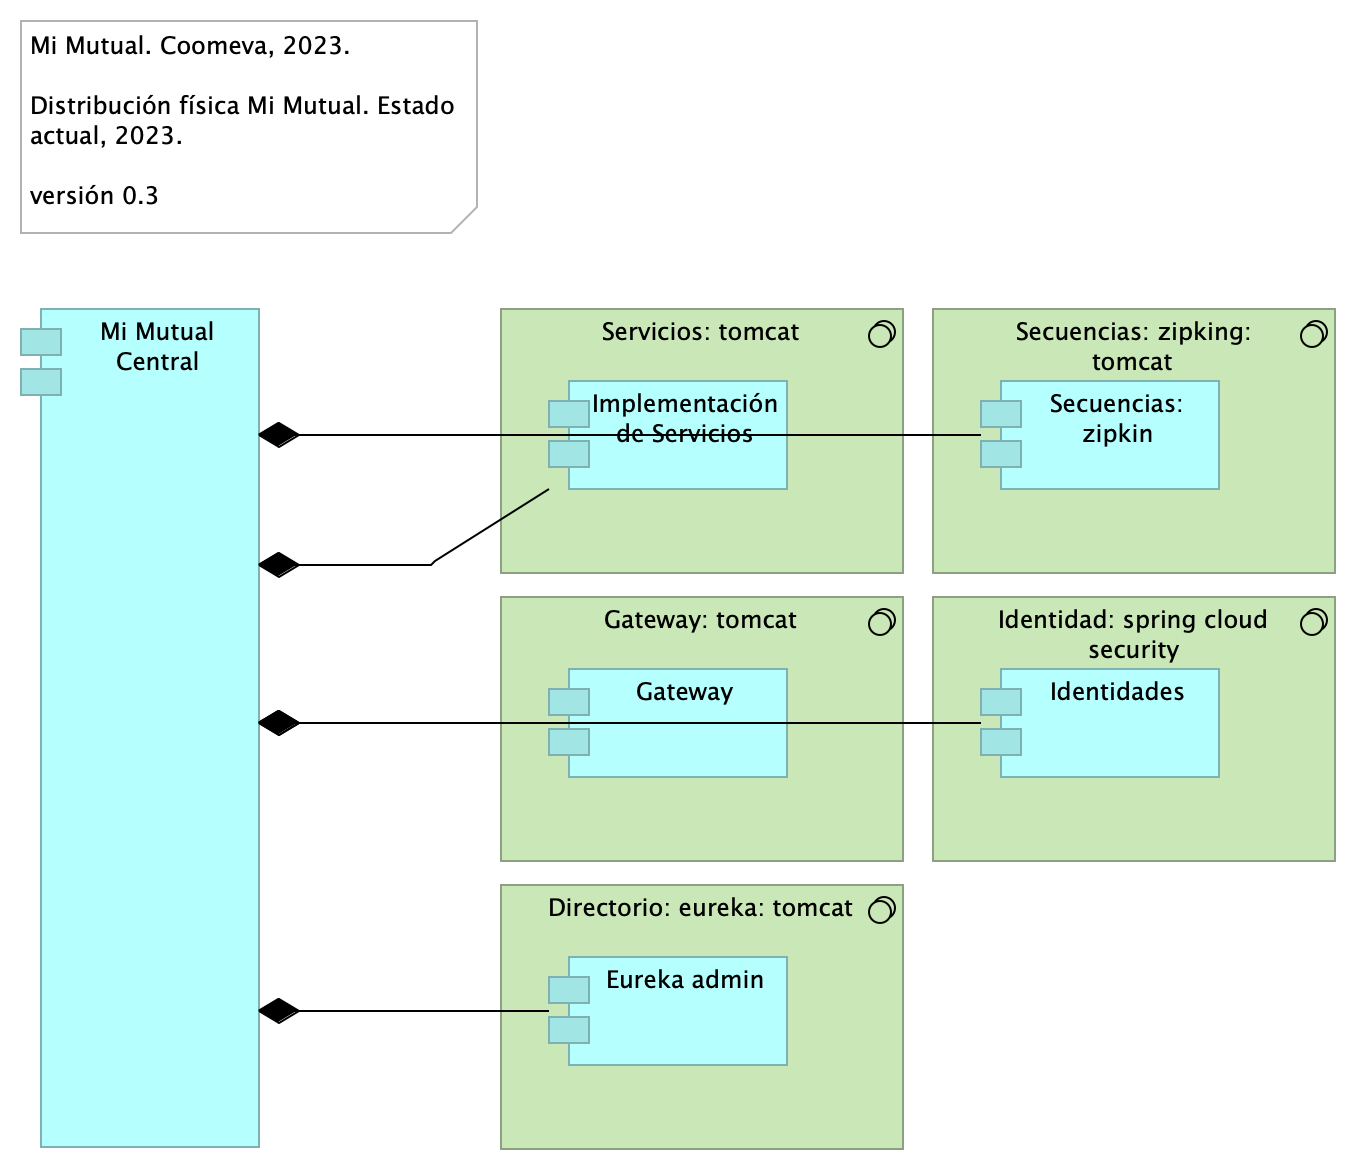 Mi Mutual. Coomeva, 2023.
Distribución física Mi Mutual. Estado
actual, 2023.
versión 0.3
Mi Mutual
Central
Servicios: tomcat
Implementación
de Servicios
Secuencias: zipking:
tomcat
Secuencias:
zipkin
Gateway: tomcat
Gateway
Identidad: spring cloud
security
Identidades
Directorio: eureka: tomcat
Eureka admin